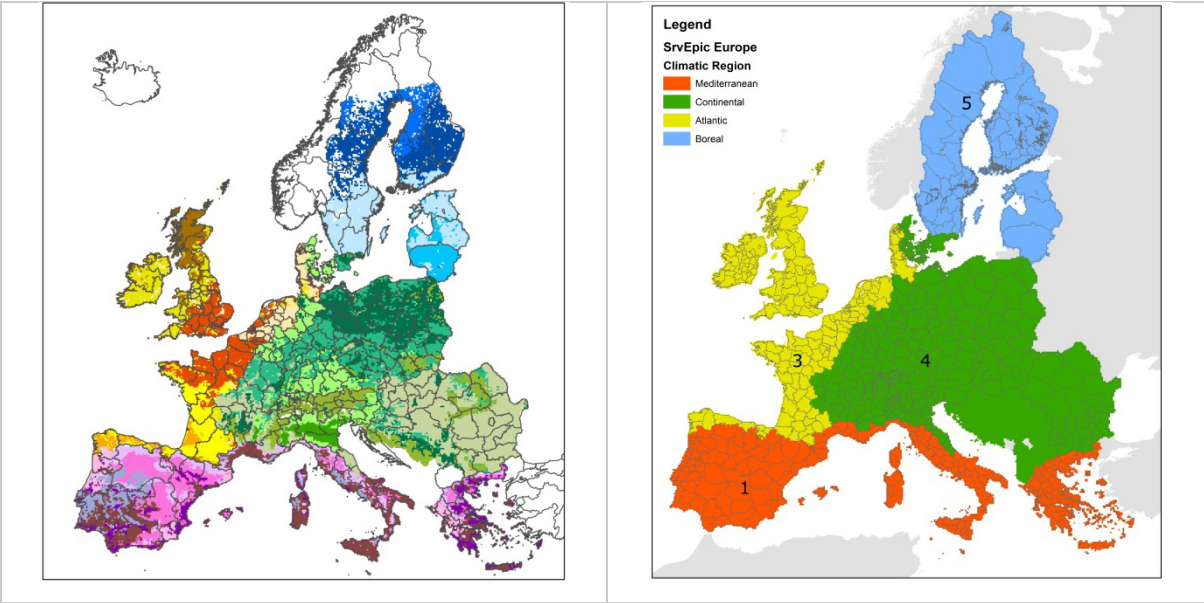 Legend
SrvEpic Europe
Climatic Region
Mediterranean
Continental
Atlantic
Boreal
5
3
4
1